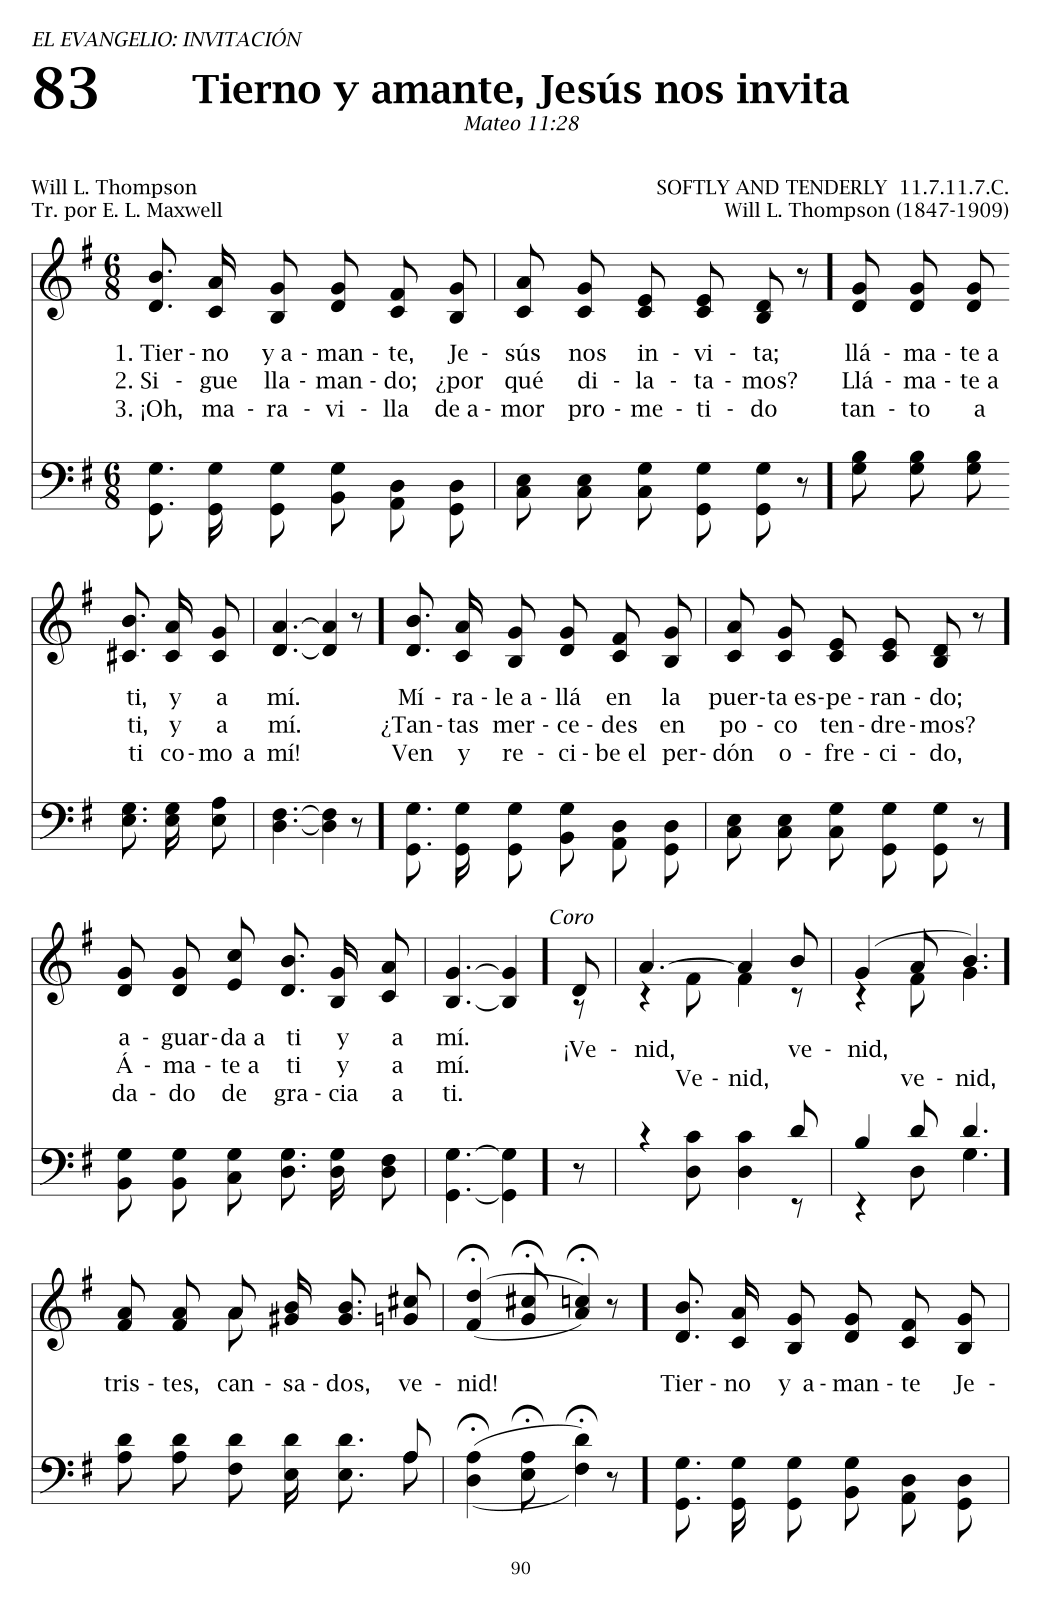 EL EVANGELIO: INVITACIÓN
83 Tierno y amante, Jesús nos invita
Mateo 11:28
Will L. Thompson SOFTLY AND TENDERLY 11.7.11.7.C.
Tr. por E. L. Maxwell Will L. Thompson (1847-1909)
1. Tier - no y a - man - te, Je - sús nos in - vi - ta; llá - ma - te a
2. Si - gue lla - man - do; ¿por qué di - la - ta - mos? Llá - ma - te a
3. ¡Oh, ma - ra - vi - lla de a - mor pro - me - ti - do tan - to a
ti, y a mí. Mí - ra - le a - llá en la puer - ta es - pe - ran - do;
ti, y a mí. ¿Tan - tas mer - ce - des en po - co ten - dre - mos?
ti co - mo a mí! Ven y re - ci - be el per - dón o - fre - ci - do,
Coro
a - guar - da a ti y a mí. ¡Ve - nid, ve - nid,
Á - ma - te a ti y a mí. Ve - nid, ve - nid,
da - do de gra - cia a ti.
tris - tes, can - sa - dos, ve - nid! Tier - no y a - man - te Je -
90